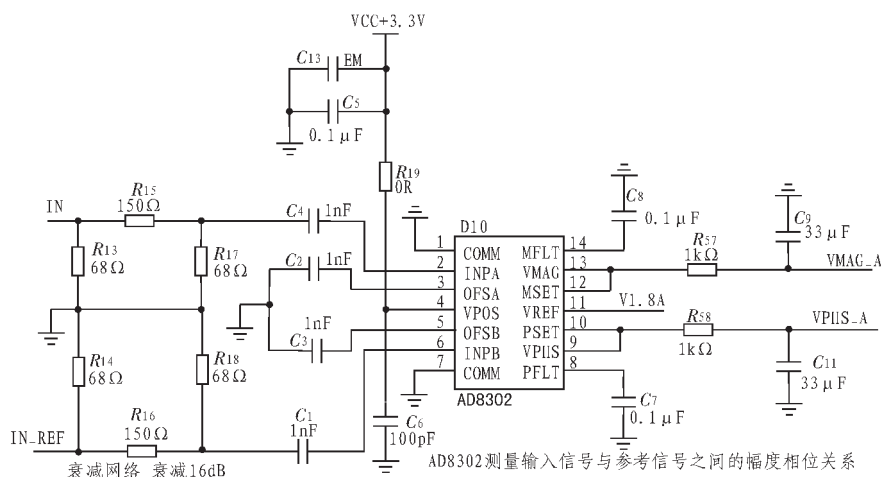 VCC+3.3V
C13 EM
C5
0.1μF
R19
0R
R15
150Ω
IN
C4 1nF
R13
68Ω
R17
68Ω
C2 1nF
1nF
C3
R14
68Ω
R18
68Ω
R16
150Ω
IN_REF
C1
1nF
C6
100pF
衰减网络 衰减16dB
D10
1 COMM MFLT 14
2 INPA VMAG 13
3 OFSA MSET 12
4 VPOS VREF 11
5 OFSB PSET 10
6 INPB VPHS 9
7 COMM PFLT 8
AD8302
C8
0.1μF
R57
1kΩ
C9
33μF
VMAG_A
V1.8A
R58
1kΩ
VPHS_A
C11
33μF
C7
0.1μF
AD8302测量输入信号与参考信号之间的幅度相位关系